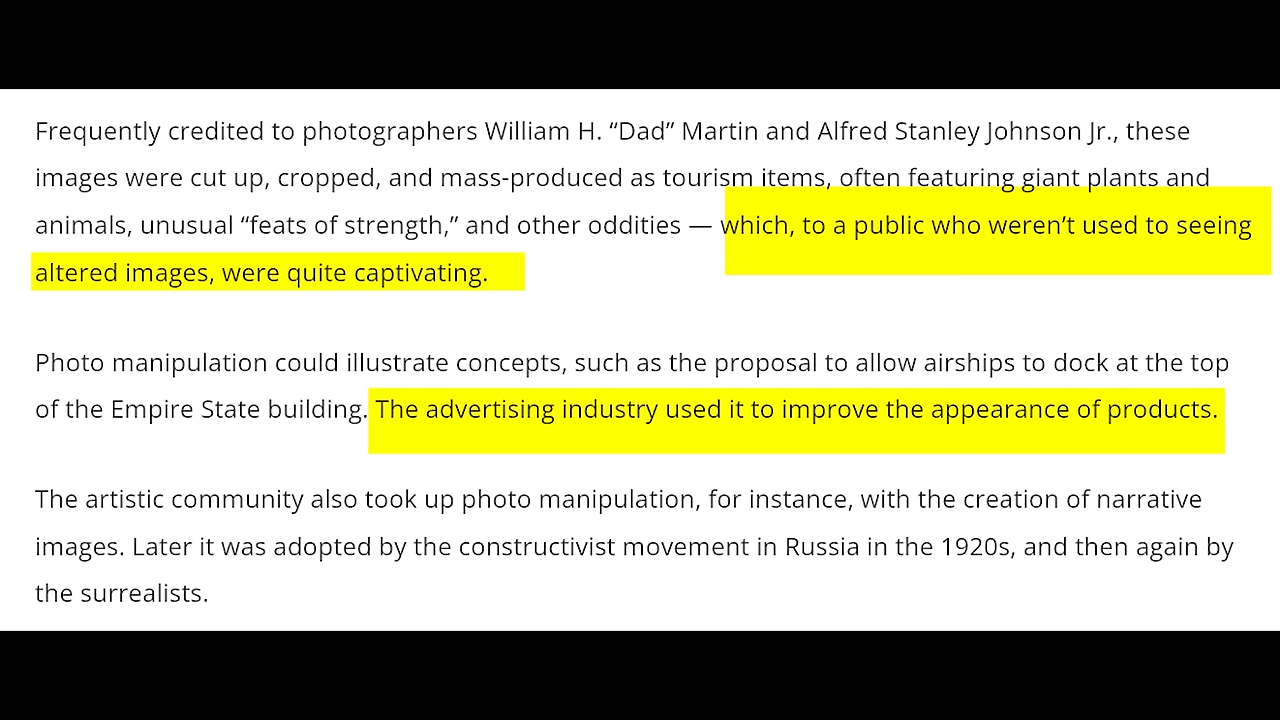 Frequently credited to photographers William H. “Dad” Martin and Alfred Stanley Johnson Jr., these
images were cut up, cropped, and mass-produced as tourism items, often featuring giant plants and
animals, unusual “feats of strength,” and other oddities — which, to a public who weren’t used to seeing
altered images, were quite captivating.
Photo manipulation could illustrate concepts, such as the proposal to allow airships to dock at the top
of the Empire State building. The advertising industry used it to improve the appearance of products.
The artistic community also took up photo manipulation, for instance, with the creation of narrative
images. Later it was adopted by the constructivist movement in Russia in the 1920s, and then again by
the surrealists.